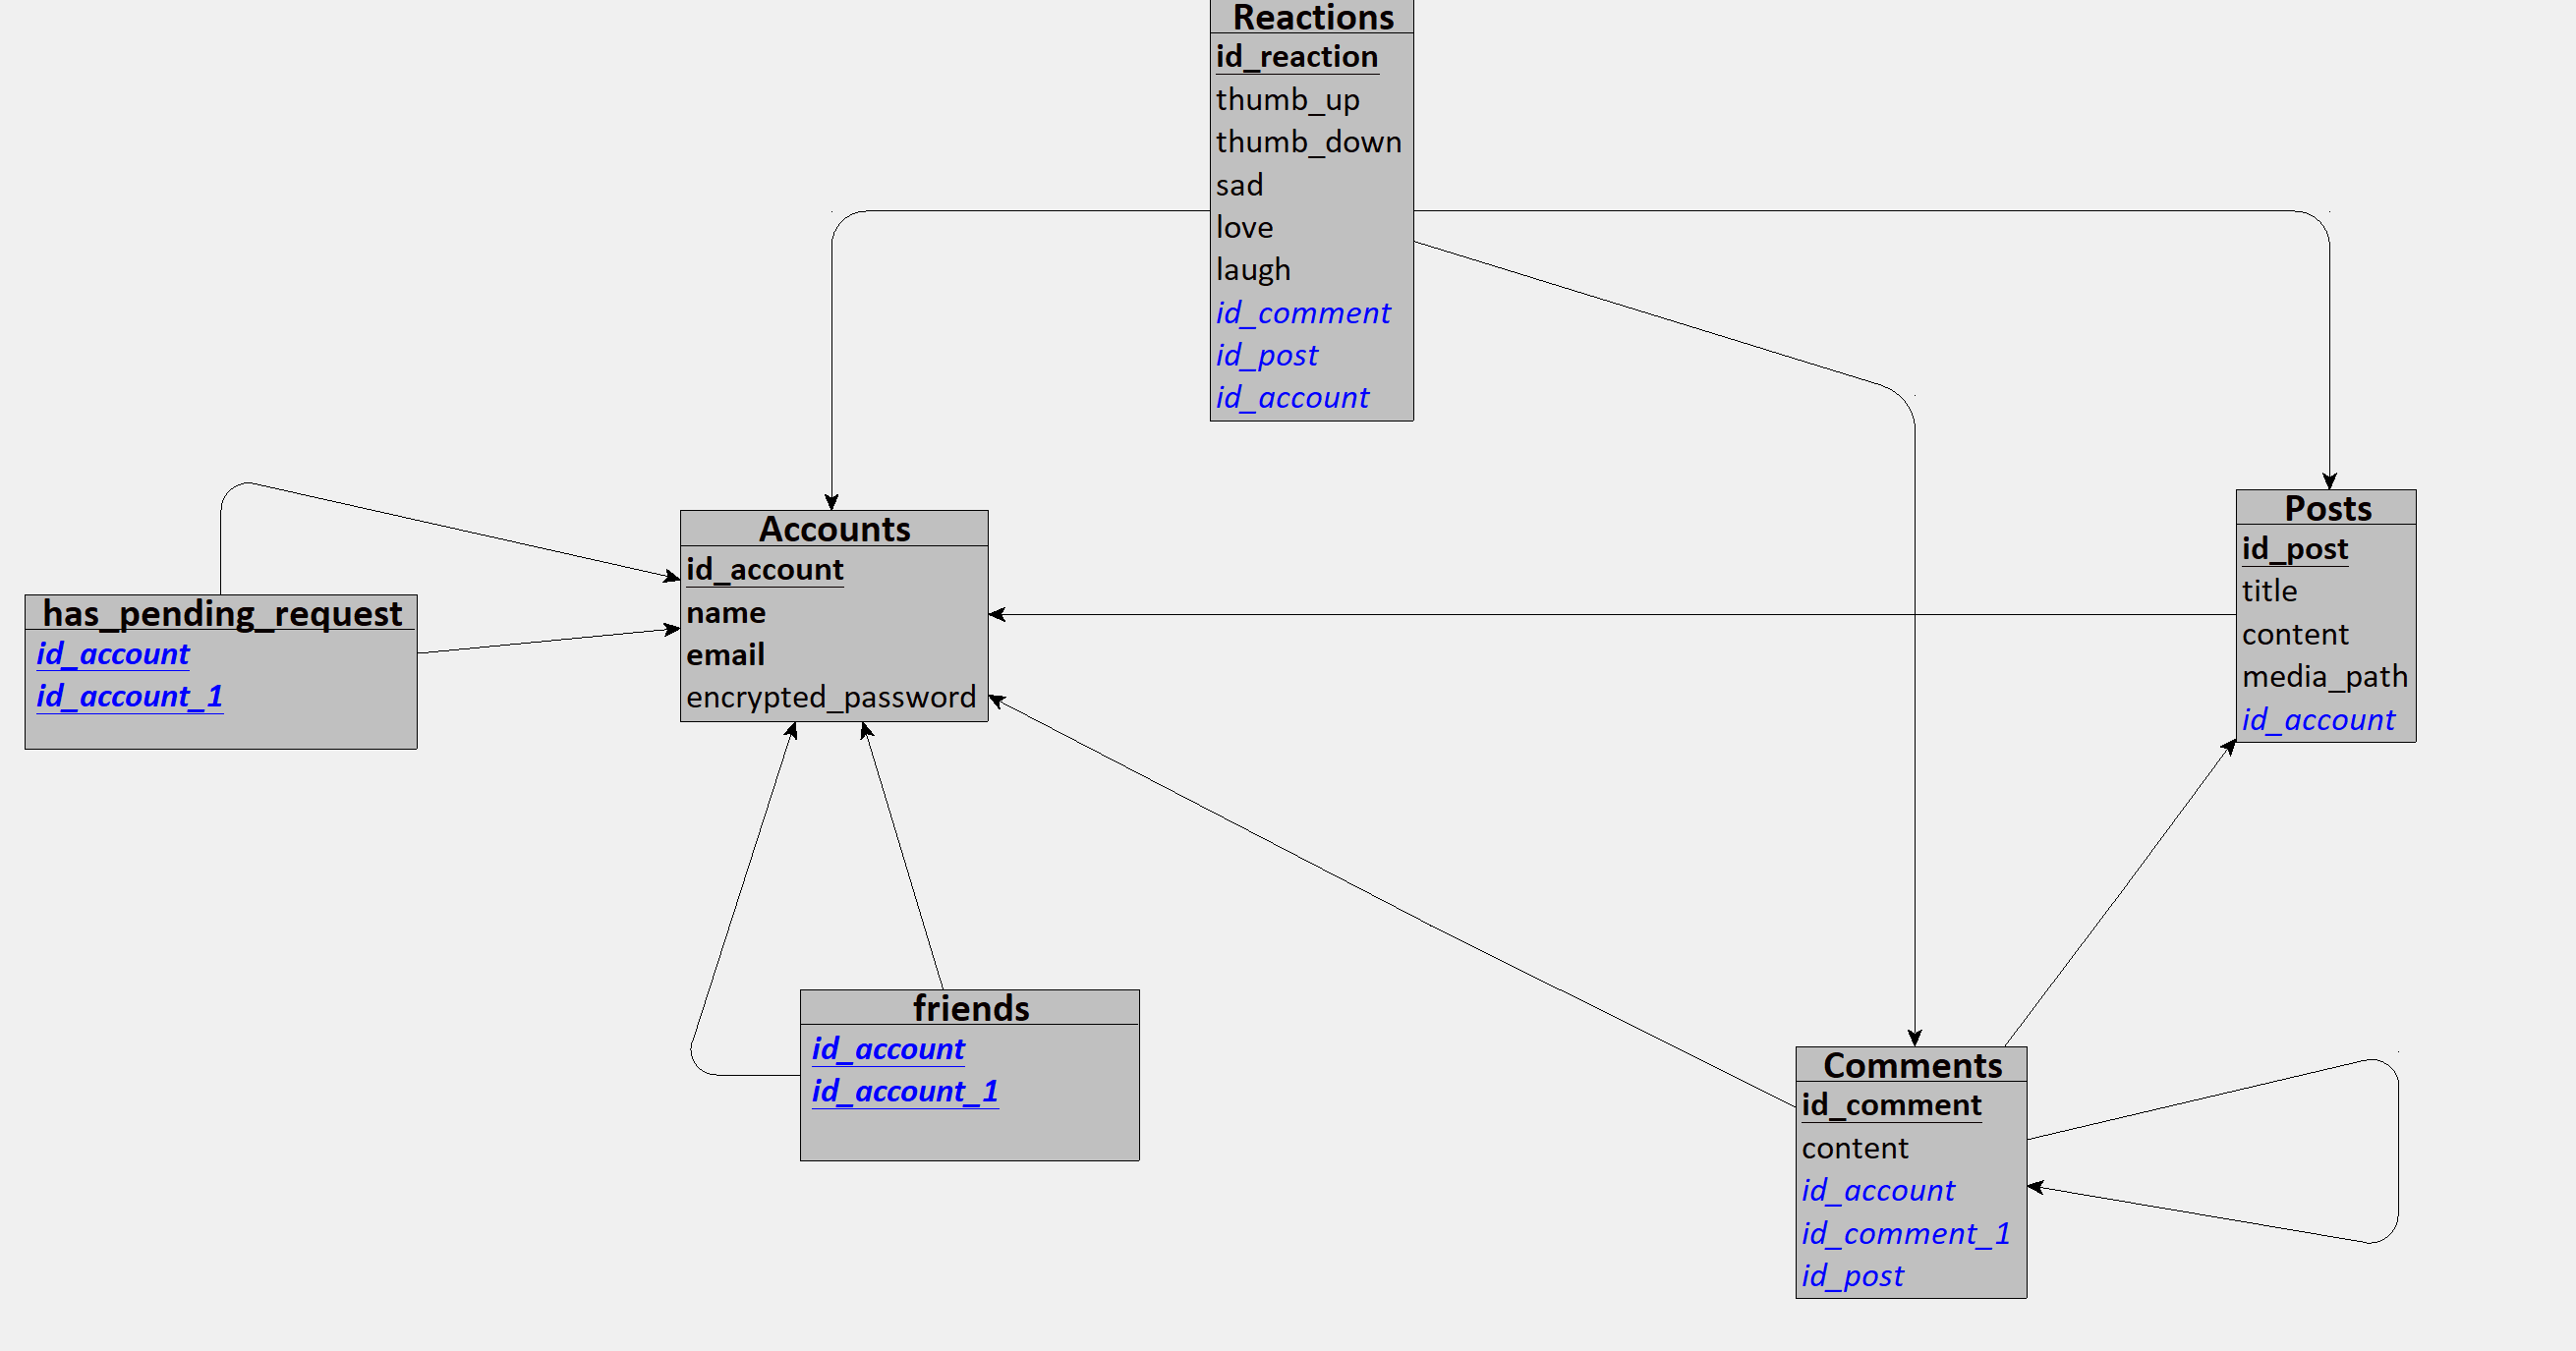 Reactions
id_reaction
thumb_up
thumb_down
sad
love
laugh
id_comment
id_post
id_account
Accounts
id_account
name
email
encrypted_password
Posts
id_post
title
content
media_path
id_account
has_pending_request
id_account
id_account_1
friends
id_account
id_account_1
Comments
id_comment
content
id_account
id_comment_1
id_post